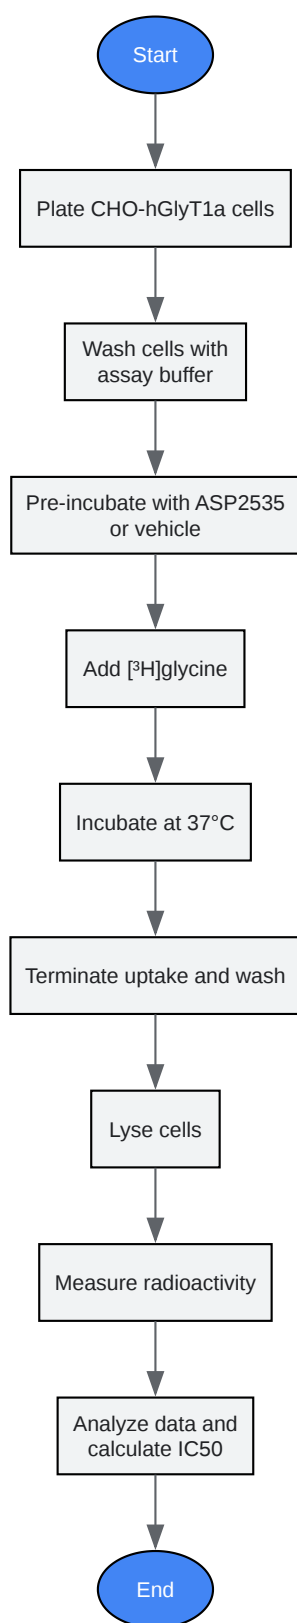 Start
Plate CHO-hGlyT1a cells
Wash cells with
assay buffer
Pre-incubate with ASP2535
or vehicle
Add [³H]glycine
Incubate at 37°C
Terminate uptake and wash
Lyse cells
Measure radioactivity
Analyze data and
calculate IC50
End